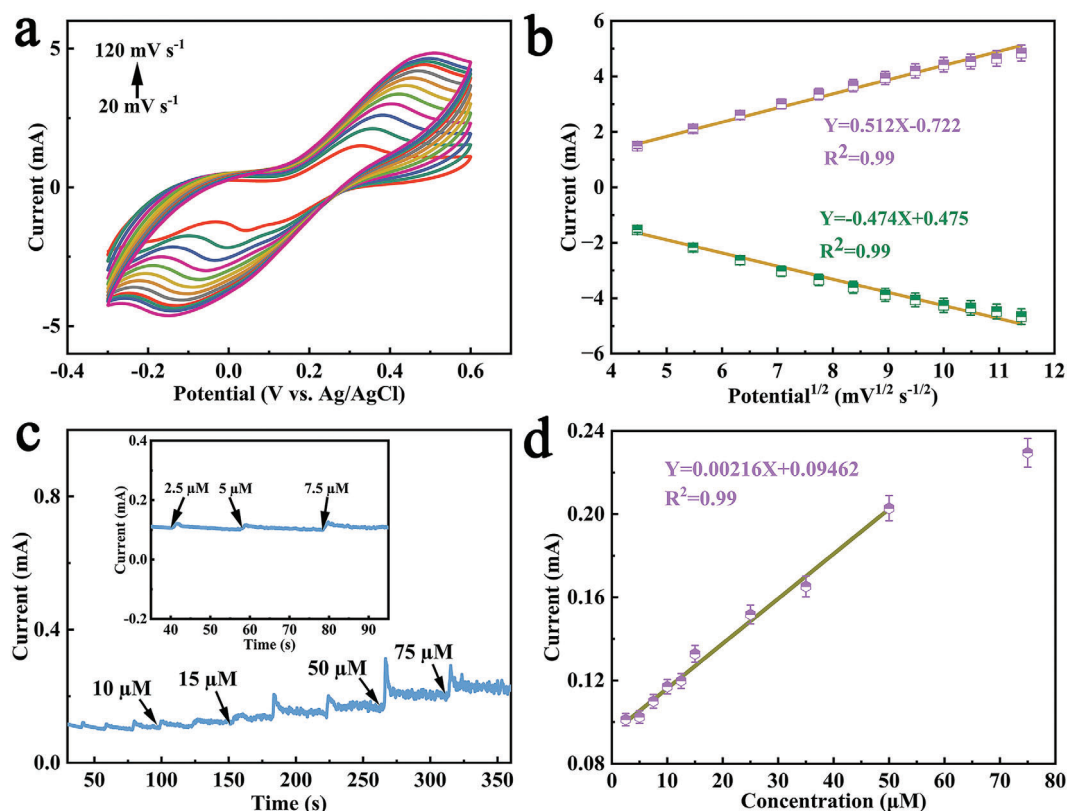 a
120 mV s⁻¹
20 mV s⁻¹
5
0
-5
Current (mA)
-0.4 -0.2 0.0 0.2 0.4 0.6
Potential (V vs. Ag/AgCl)
b
6
4
2
0
−2
−4
−6
Current (mA)
Y=0.512X-0.722
R²=0.99
Y=-0.474X+0.475
R²=0.99
4 5 6 7 8 9 10 11 12
Potential¹/² (mV¹/² s⁻¹/²)
c
0.8
0.4
0.0
Current (mA)
0.4
0.2
0.0
-0.2
Current (mA)
2.5 µM
5 µM
7.5 µM
40 50 60 70 80 90
Time (s)
10 µM
15 µM
50 µM
75 µM
50 100 150 200 250 300 350
Time (s)
d
0.24
0.20
0.16
0.12
0.08
Current (mA)
Y=0.00216X+0.09462
R²=0.99
0 10 20 30 40 50 60 70 80
Concentration (µM)